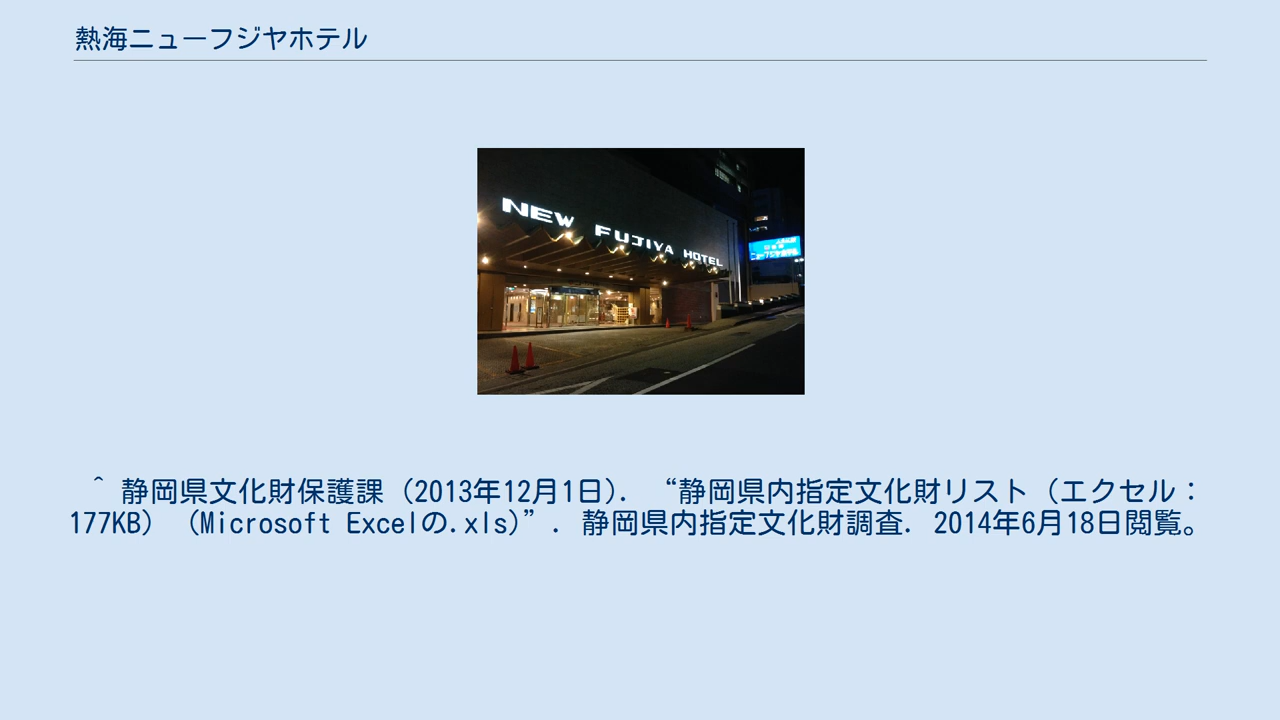 熱海ニューフジヤホテル
NEW FUJIYA HOTEL
＾ 静岡県文化財保護課 (2013年12月1日). “静岡県内指定文化財リスト（エクセル：
177KB）（Microsoft Excelの.xls)”. 静岡県内指定文化財調査. 2014年6月18日閲覧。